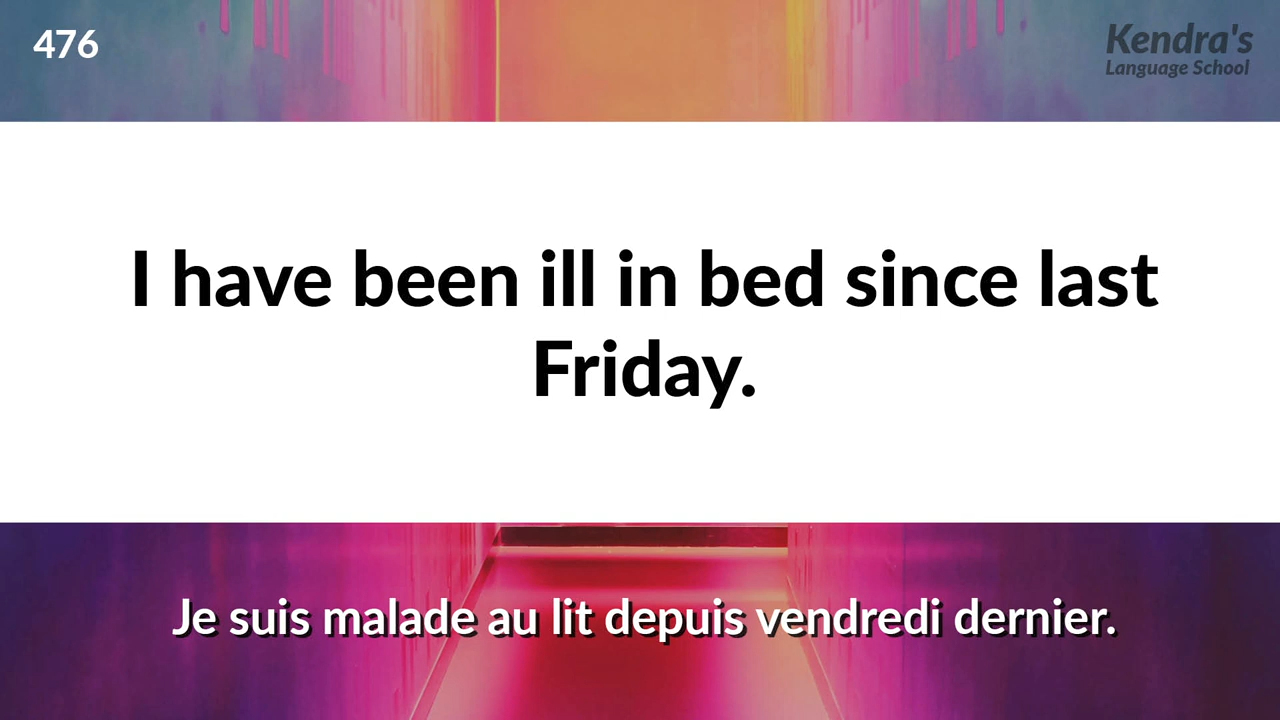 476
Kendra's
Language School
I have been ill in bed since last
Friday.
Je suis malade au lit depuis vendredi dernier.